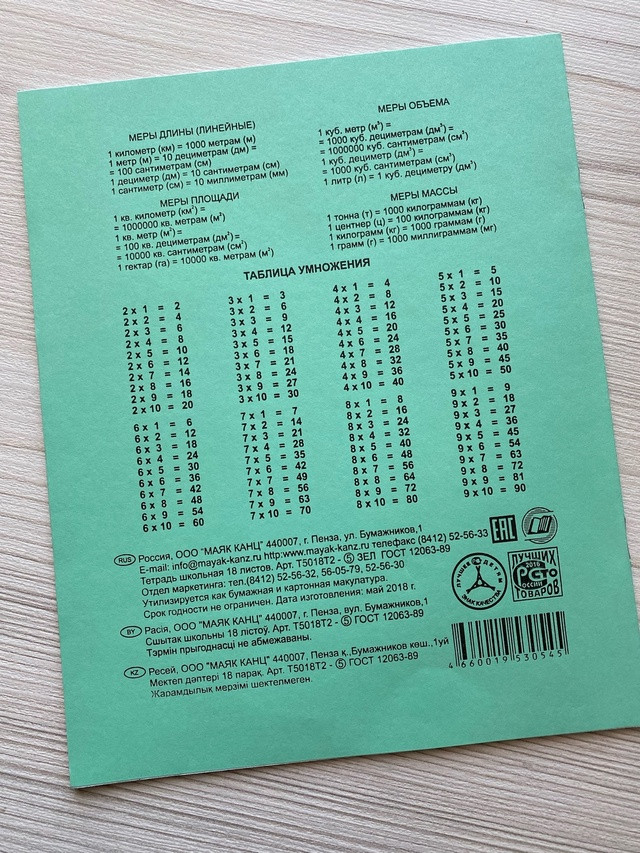 МЕРЫ ДЛИНЫ (ЛИНЕЙНЫЕ)
1 километр (км) = 1000 метрам (м)
1 метр (м) = 10 дециметрам (дм) =
= 100 сантиметрам (см)
1 дециметр (дм) = 10 сантиметрам (см)
1 сантиметр (см) = 10 миллиметрам (мм)
МЕРЫ ПЛОЩАДИ
1 кв. километр (км²) =
= 1000000 кв. метрам (м²)
1 кв. метр (м²) =
= 100 кв. дециметрам (дм²) =
= 10000 кв. сантиметрам (см²)
1 гектар (га) = 10000 кв. метрам (м²)
МЕРЫ ОБЪЕМА
1 куб. метр (м³) =
= 1000 куб. дециметрам (дм³) =
= 1000000 куб. сантиметрам (см³)
1 куб. дециметр (дм³) =
= 1000 куб. сантиметрам (см³)
1 литр (л) = 1 куб. дециметру (дм³)
МЕРЫ МАССЫ
1 тонна (т) = 1000 килограммам (кг)
1 центнер (ц) = 100 килограммам (кг)
1 килограмм (кг) = 1000 граммам (г)
1 грамм (г) = 1000 миллиграммам (мг)
ТАБЛИЦА УМНОЖЕНИЯ
2 x 1 = 2
2 x 2 = 4
2 x 3 = 6
2 x 4 = 8
2 x 5 = 10
2 x 6 = 12
2 x 7 = 14
2 x 8 = 16
2 x 9 = 18
2 x 10 = 20
3 x 1 = 3
3 x 2 = 6
3 x 3 = 9
3 x 4 = 12
3 x 5 = 15
3 x 6 = 18
3 x 7 = 21
3 x 8 = 24
3 x 9 = 27
3 x 10 = 30
4 x 1 = 4
4 x 2 = 8
4 x 3 = 12
4 x 4 = 16
4 x 5 = 20
4 x 6 = 24
4 x 7 = 28
4 x 8 = 32
4 x 9 = 36
4 x 10 = 40
5 x 1 = 5
5 x 2 = 10
5 x 3 = 15
5 x 4 = 20
5 x 5 = 25
5 x 6 = 30
5 x 7 = 35
5 x 8 = 40
5 x 9 = 45
5 x 10 = 50
6 x 1 = 6
6 x 2 = 12
6 x 3 = 18
6 x 4 = 24
6 x 5 = 30
6 x 6 = 36
6 x 7 = 42
6 x 8 = 48
6 x 9 = 54
6 x 10 = 60
7 x 1 = 7
7 x 2 = 14
7 x 3 = 21
7 x 4 = 28
7 x 5 = 35
7 x 6 = 42
7 x 7 = 49
7 x 8 = 56
7 x 9 = 63
7 x 10 = 70
8 x 1 = 8
8 x 2 = 16
8 x 3 = 24
8 x 4 = 32
8 x 5 = 40
8 x 6 = 48
8 x 7 = 56
8 x 8 = 64
8 x 9 = 72
8 x 10 = 80
9 x 1 = 9
9 x 2 = 18
9 x 3 = 27
9 x 4 = 36
9 x 5 = 45
9 x 6 = 54
9 x 7 = 63
9 x 8 = 72
9 x 9 = 81
9 x 10 = 90
RUS Россия, ООО "МАЯК КАНЦ" 440007, г. Пенза, ул. Бумажников,1
E-mail: info@mayak-kanz.ru http:www.mayak-kanz.ru телефакс (8412) 52-56-33
Тетрадь школьная 18 листов. Арт. Т5018Т2 - 5 ЗЕЛ ГОСТ 12063-89
Отдел маркетинга: тел.(8412) 52-56-32, 56-05-79, 52-56-30
Утилизируется как бумажная и картонная макулатура.
Срок годности не ограничен. Дата изготовления: май 2018 г.
BY Расія, ООО "МАЯК КАНЦ" 440007, г. Пенза, вул. Бумажников,1
Сшытак школьны 18 лістоў. Арт. Т5018Т2 - 5 ГОСТ 12063-89
Тэрмін прыгоднасці не абмежаваны.
KZ Ресей, ООО "МАЯК КАНЦ" 440007, Пенза қ.,Бумажников көш.,1уй
Мектеп дәптері 18 парақ. Арт. Т5018Т2 - 5 ГОСТ 12063-89
Жарамдылық мерзімі шектелмеген.
EAC
ЛУЧШЕЕ ДЕТЯМ
ЗНАК КАЧЕСТВА
ЛУЧШИХ
2018
СТО
РОССИИ
ТОВАРОВ
4 660019 530545